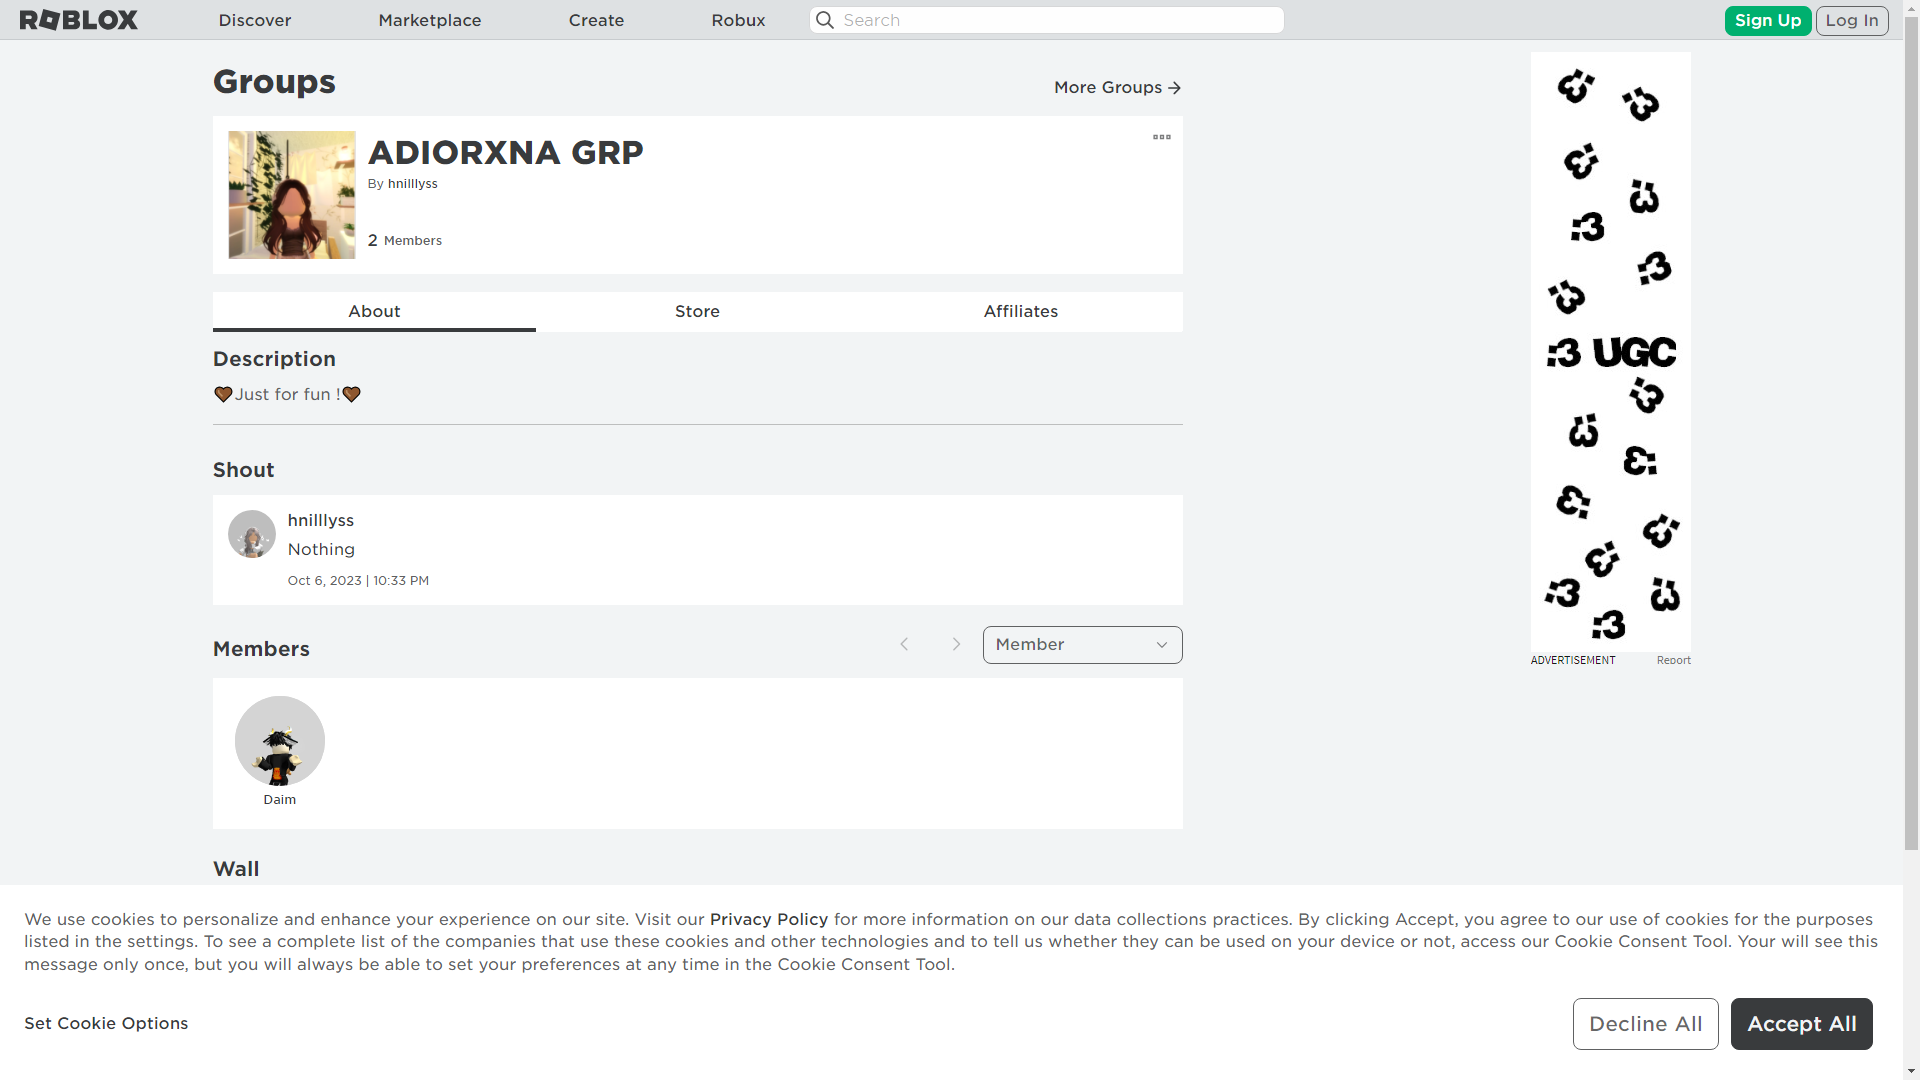 ROBLOX
Discover
Marketplace
Create
Robux
Search
Sign Up
Log In
Groups
More Groups
ADIORXNA GRP
By hnilllyss
2 Members
About
Store
Affiliates
Description
🤎Just for fun !🤎
Shout
hnilllyss
Nothing
Oct 6, 2023 | 10:33 PM
Members
Member
Daim
Wall
:3
:3
:3
:3
:3
:3
:3
:3 UGC
:3
:3
:3
:3
:3
:3
:3
:3
:3
ADVERTISEMENT
Report
We use cookies to personalize and enhance your experience on our site. Visit our Privacy Policy for more information on our data collections practices. By clicking Accept, you agree to our use of cookies for the purposes
listed in the settings. To see a complete list of the companies that use these cookies and other technologies and to tell us whether they can be used on your device or not, access our Cookie Consent Tool. Your will see this
message only once, but you will always be able to set your preferences at any time in the Cookie Consent Tool.
Set Cookie Options
Decline All
Accept All